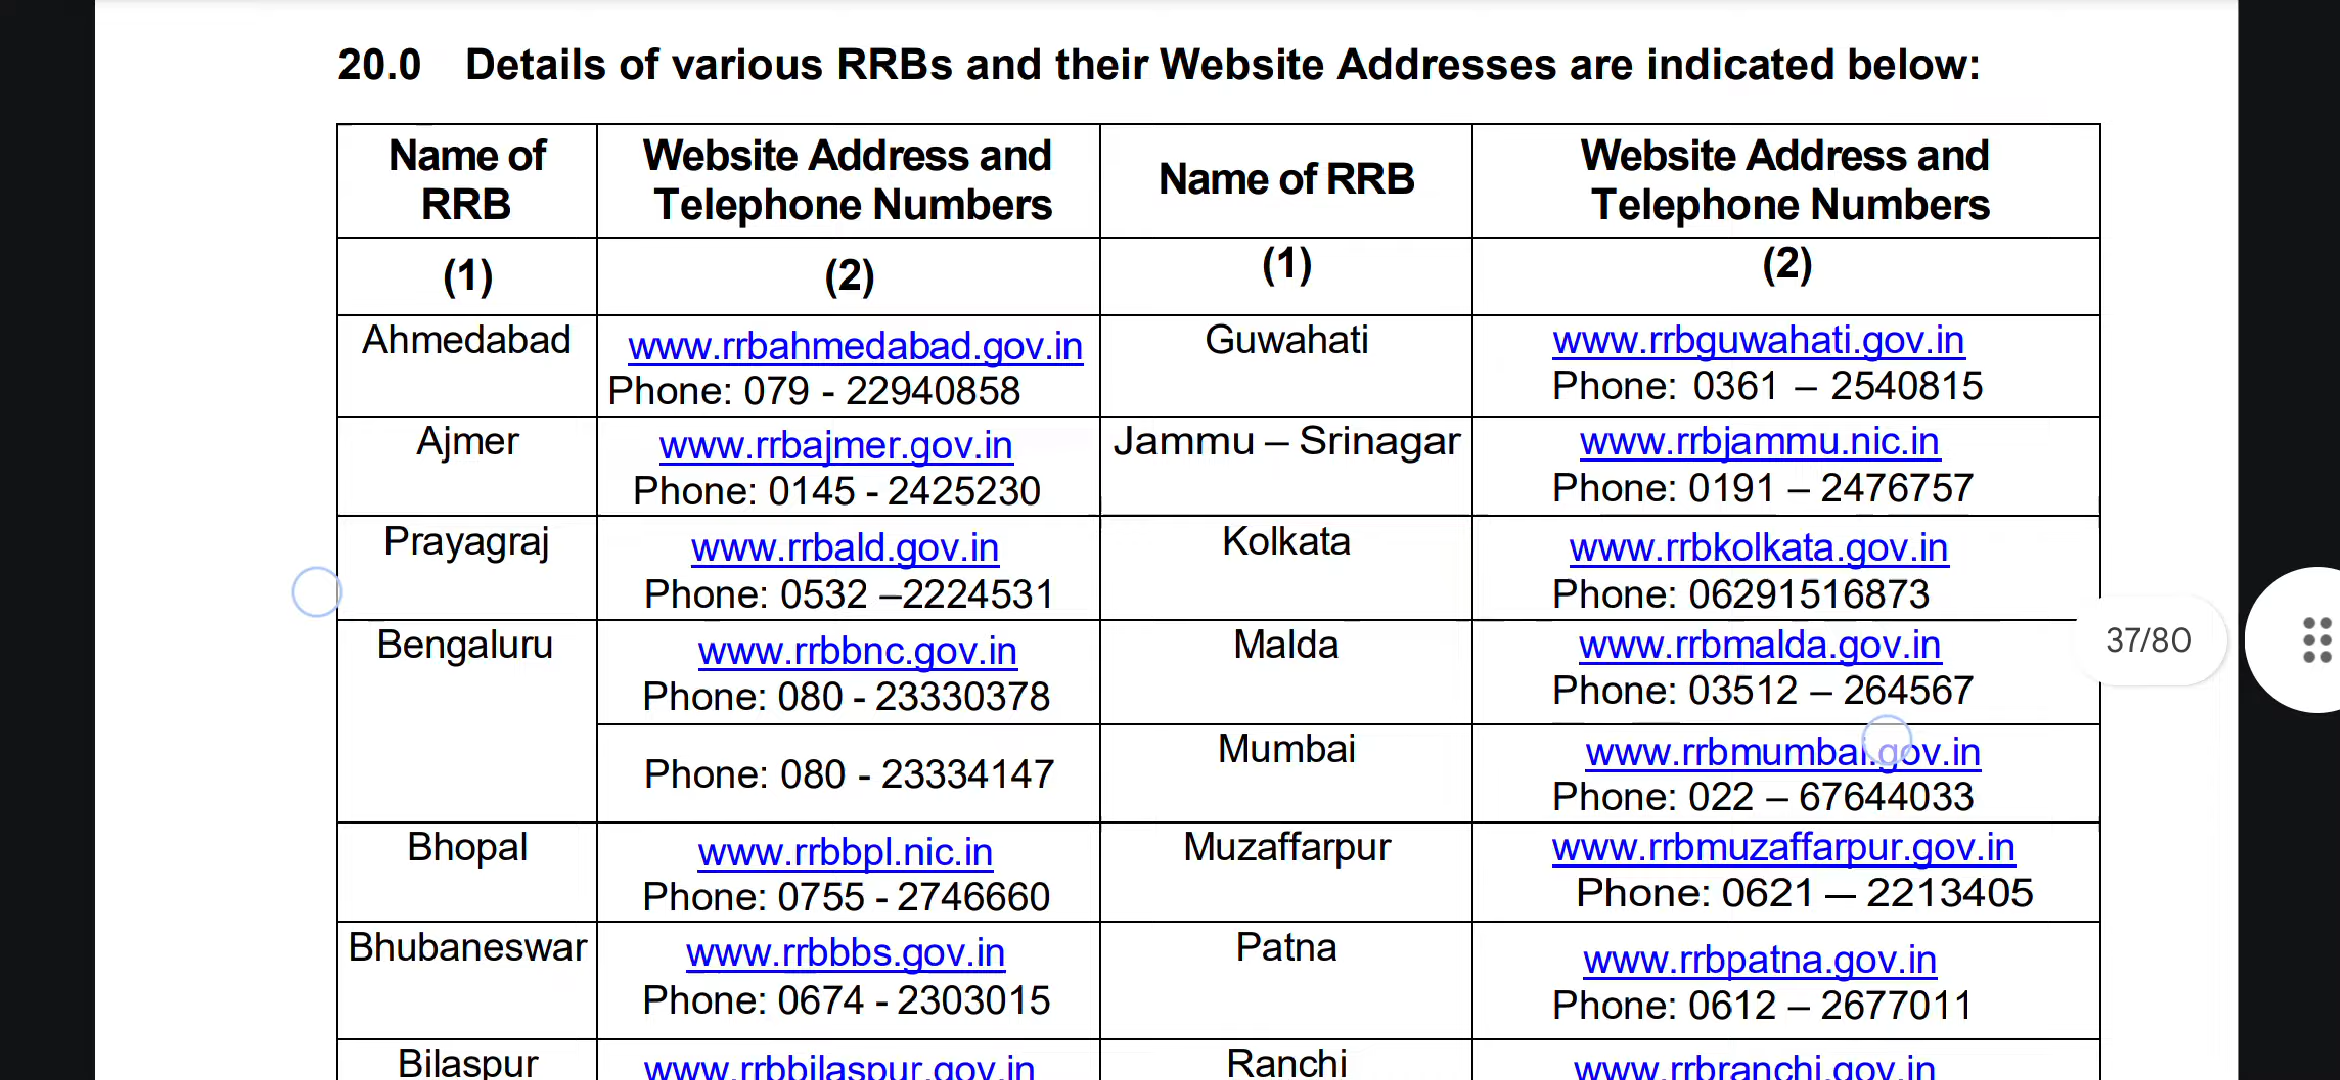 20.0 Details of various RRBs and their Website Addresses are indicated below:
Name of RRB | Website Address and Telephone Numbers | Name of RRB | Website Address and Telephone Numbers
(1) | (2) | (1) | (2)
Ahmedabad | www.rrbahmedabad.gov.in | Guwahati | www.rrbguwahati.gov.in
Phone: 079 - 22940858 | Phone: 0361 – 2540815
Ajmer | www.rrbajmer.gov.in | Jammu – Srinagar | www.rrbjammu.nic.in
Phone: 0145 - 2425230 | Phone: 0191 – 2476757
Prayagraj | www.rrbald.gov.in | Kolkata | www.rrbkolkata.gov.in
Phone: 0532 –2224531 | Phone: 06291516873
Bengaluru | www.rrbbnc.gov.in | Malda | www.rrbmalda.gov.in
Phone: 080 - 23330378 | Phone: 03512 – 264567
37/80
Phone: 080 - 23334147 | Mumbai | www.rrbmumbai.gov.in
Phone: 022 – 67644033
Bhopal | www.rrbbpl.nic.in | Muzaffarpur | www.rrbmuzaffarpur.gov.in
Phone: 0755 - 2746660 | Phone: 0621 – 2213405
Bhubaneswar | www.rrbbbs.gov.in | Patna | www.rrbpatna.gov.in
Phone: 0674 - 2303015 | Phone: 0612 – 2677011
Bilaspur | www.rrbbilaspur.gov.in | Ranchi | www.rrbranchi.gov.in